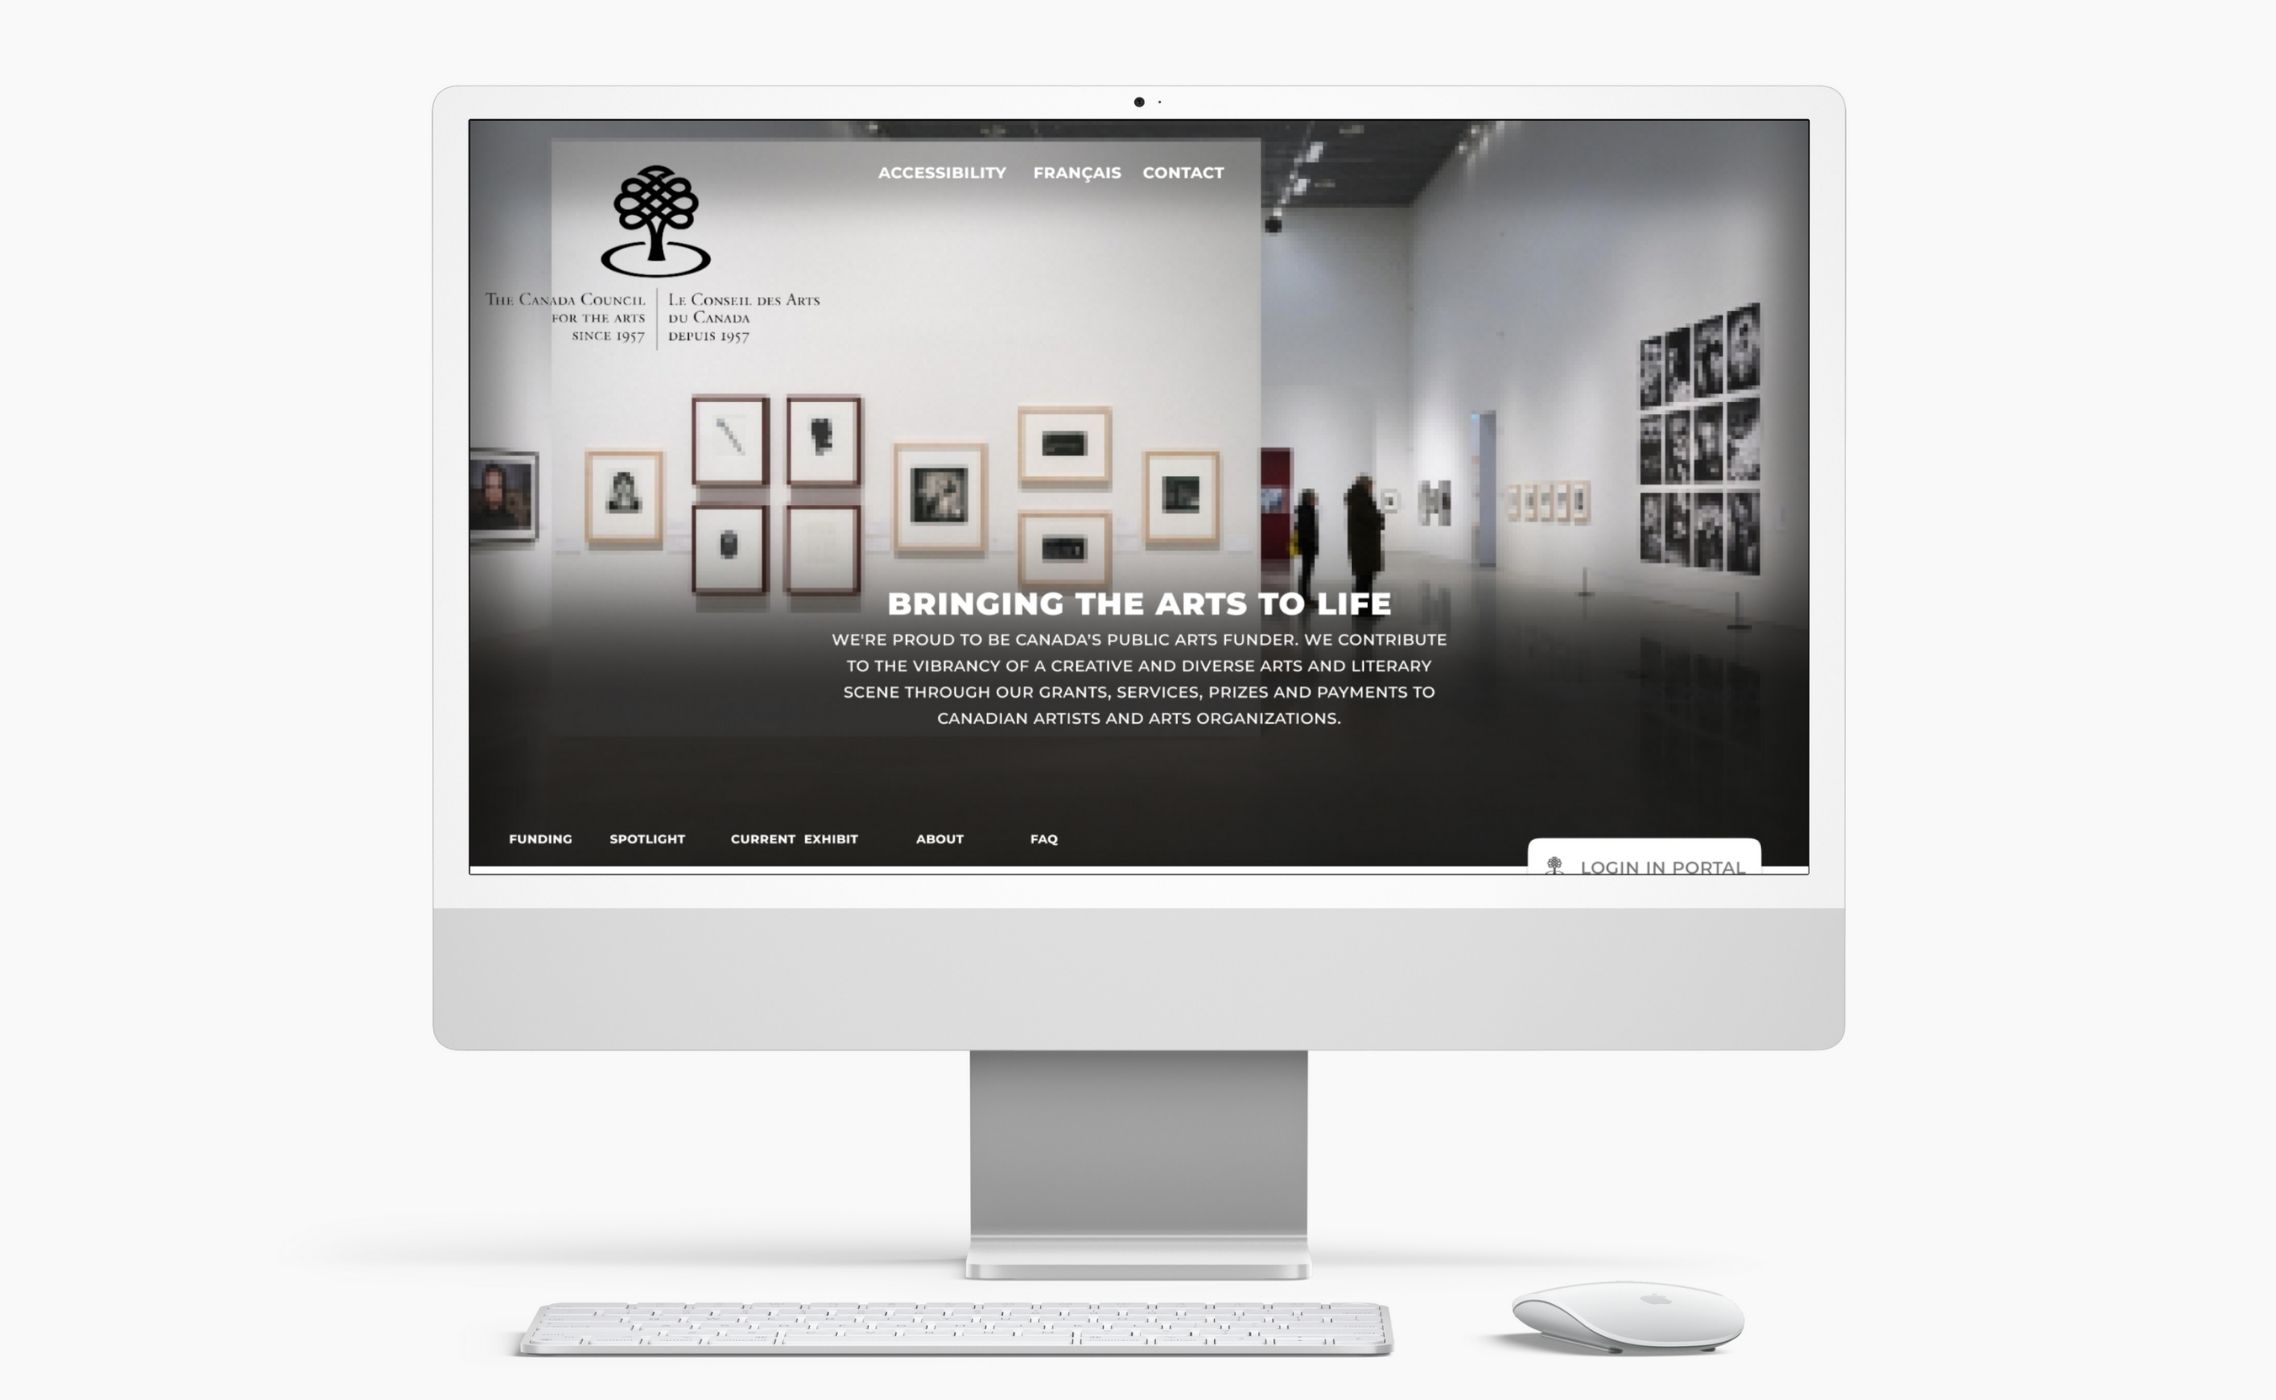 ACCESSIBILITY FRANÇAIS CONTACT
THE CANADA COUNCIL
FOR THE ARTS
SINCE 1957
LE CONSEIL DES ARTS
DU CANADA
DEPUIS 1957
BRINGING THE ARTS TO LIFE
WE'RE PROUD TO BE CANADA'S PUBLIC ARTS FUNDER. WE CONTRIBUTE
TO THE VIBRANCY OF A CREATIVE AND DIVERSE ARTS AND LITERARY
SCENE THROUGH OUR GRANTS, SERVICES, PRIZES AND PAYMENTS TO
CANADIAN ARTISTS AND ARTS ORGANIZATIONS.
FUNDING SPOTLIGHT CURRENT EXHIBIT ABOUT FAQ
LOGIN IN PORTAL